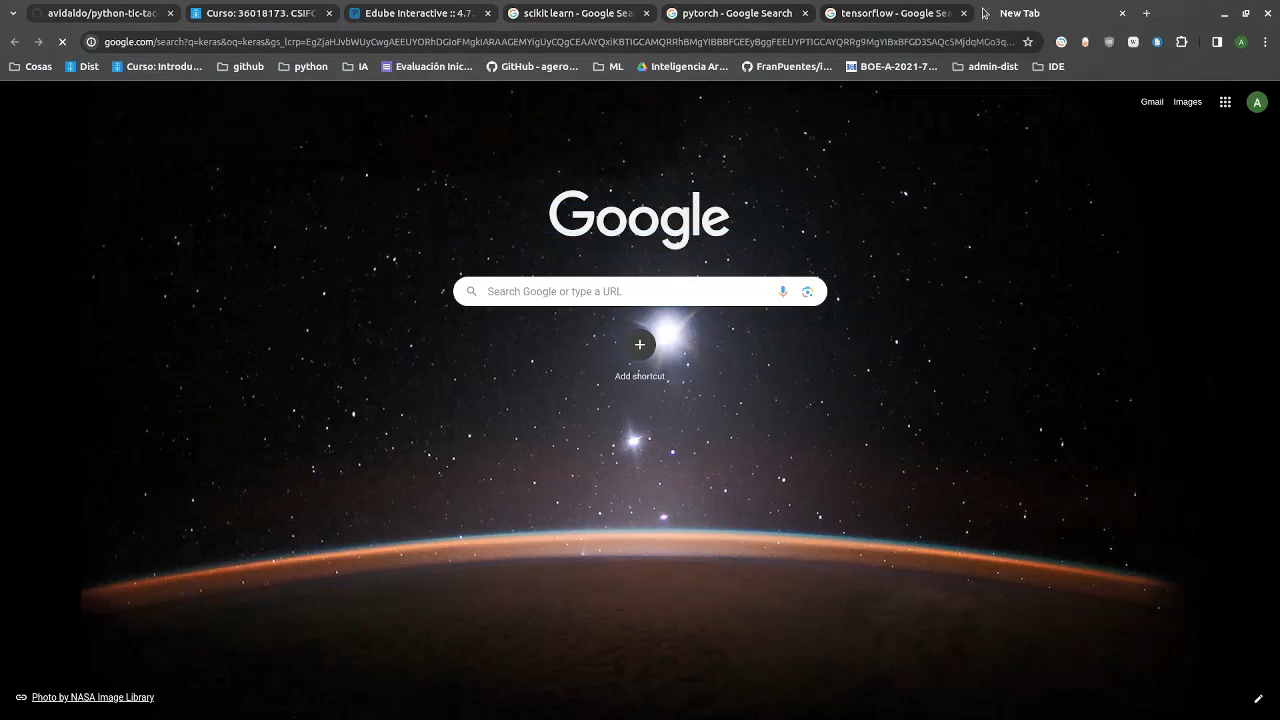 avidaldo/python-tic-tac
Curso: 36018173. CSIFC
Edube Interactive :: 4.7.
scikit learn - Google Sea
pytorch - Google Search
tensorflow - Google Sea
New Tab
Cosas
Dist
Curso: Introdu...
github
python
IA
Evaluación Inic...
GitHub - agero...
ML
Inteligencia Ar...
FranPuentes/i...
BOE-A-2021-7...
admin-dist
IDE
Gmail
Images
A
Google
Search Google or type a URL
Add shortcut
Photo by NASA Image Library